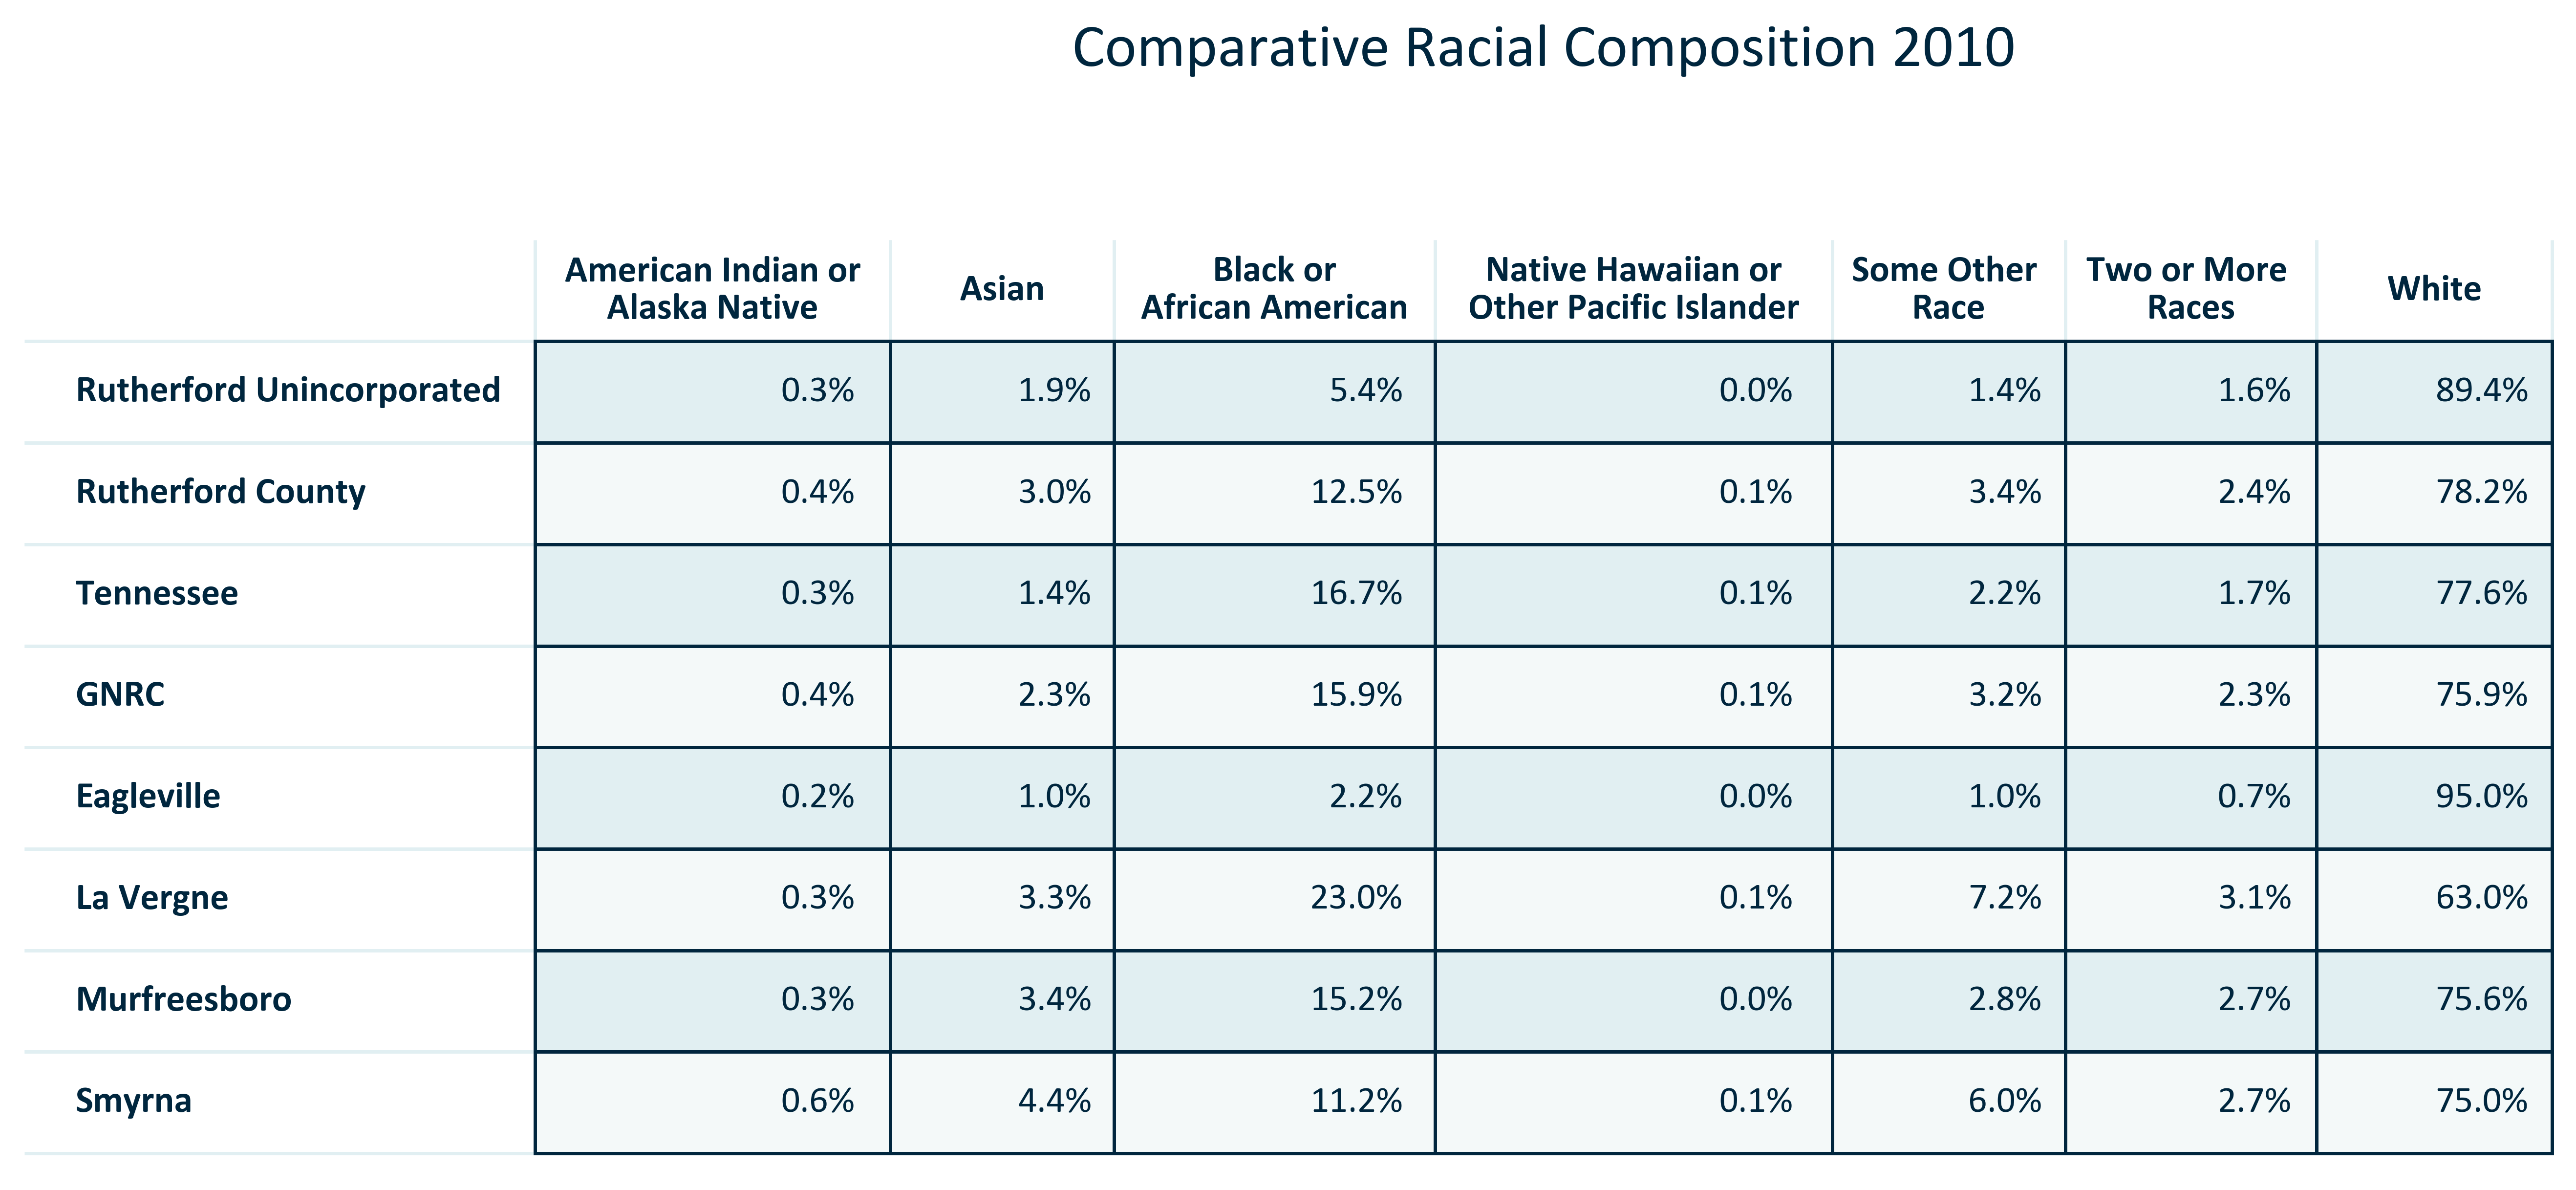 Comparative Racial Composition 2010
American Indian or Alaska Native Asian Black or African American Native Hawaiian or Other Pacific Islander Some Other Race Two or More Races White
Rutherford Unincorporated 0.3% 1.9% 5.4% 0.0% 1.4% 1.6% 89.4%
Rutherford County 0.4% 3.0% 12.5% 0.1% 3.4% 2.4% 78.2%
Tennessee 0.3% 1.4% 16.7% 0.1% 2.2% 1.7% 77.6%
GNRC 0.4% 2.3% 15.9% 0.1% 3.2% 2.3% 75.9%
Eagleville 0.2% 1.0% 2.2% 0.0% 1.0% 0.7% 95.0%
La Vergne 0.3% 3.3% 23.0% 0.1% 7.2% 3.1% 63.0%
Murfreesboro 0.3% 3.4% 15.2% 0.0% 2.8% 2.7% 75.6%
Smyrna 0.6% 4.4% 11.2% 0.1% 6.0% 2.7% 75.0%